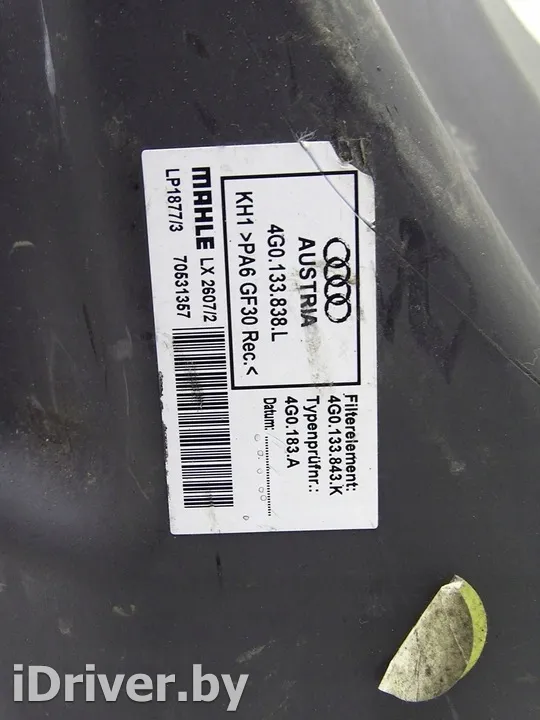 AUSTRIA
4G0.133.838.L
KH1 >PA6 GF30 Rec.<
Filterelement:
4G0.133.843.K
Typenprüfnr.:
4G0.183.A
Datum:
MAHLE LX 2607/2
LP1877/3 70531357
iDriver.by